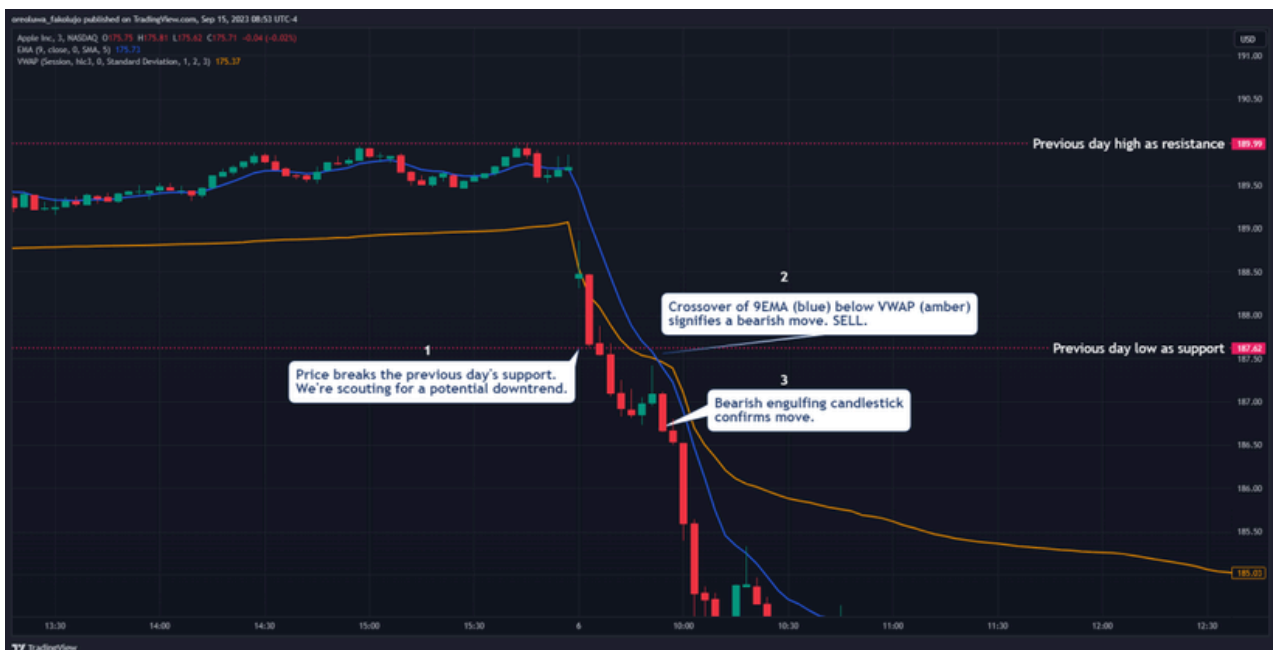 oreoluwa_fakolujo published on TradingView.com, Sep 15, 2023 08:53 UTC-4
Apple Inc, 3, NASDAQ O175.75 H175.81 L175.62 C175.71 -0.04 (-0.02%)
EMA (9, close, 0, SMA, 5) 175.73
VWAP (Session, hlc3, 0, Standard Deviation, 1, 2, 3) 175.37
USD
191.00
190.50
Previous day high as resistance 189.99
189.50
189.00
188.50
2
188.00
Crossover of 9EMA (blue) below VWAP (amber)
signifies a bearish move. SELL.
Previous day low as support 187.62
187.50
1
Price breaks the previous day's support.
We're scouting for a potential downtrend.
3
187.00
Bearish engulfing candlestick
confirms move.
186.50
186.00
185.50
185.03
13:30 14:00 14:30 15:00 15:30 6 10:00 10:30 11:00 11:30 12:00 12:30
TradingView